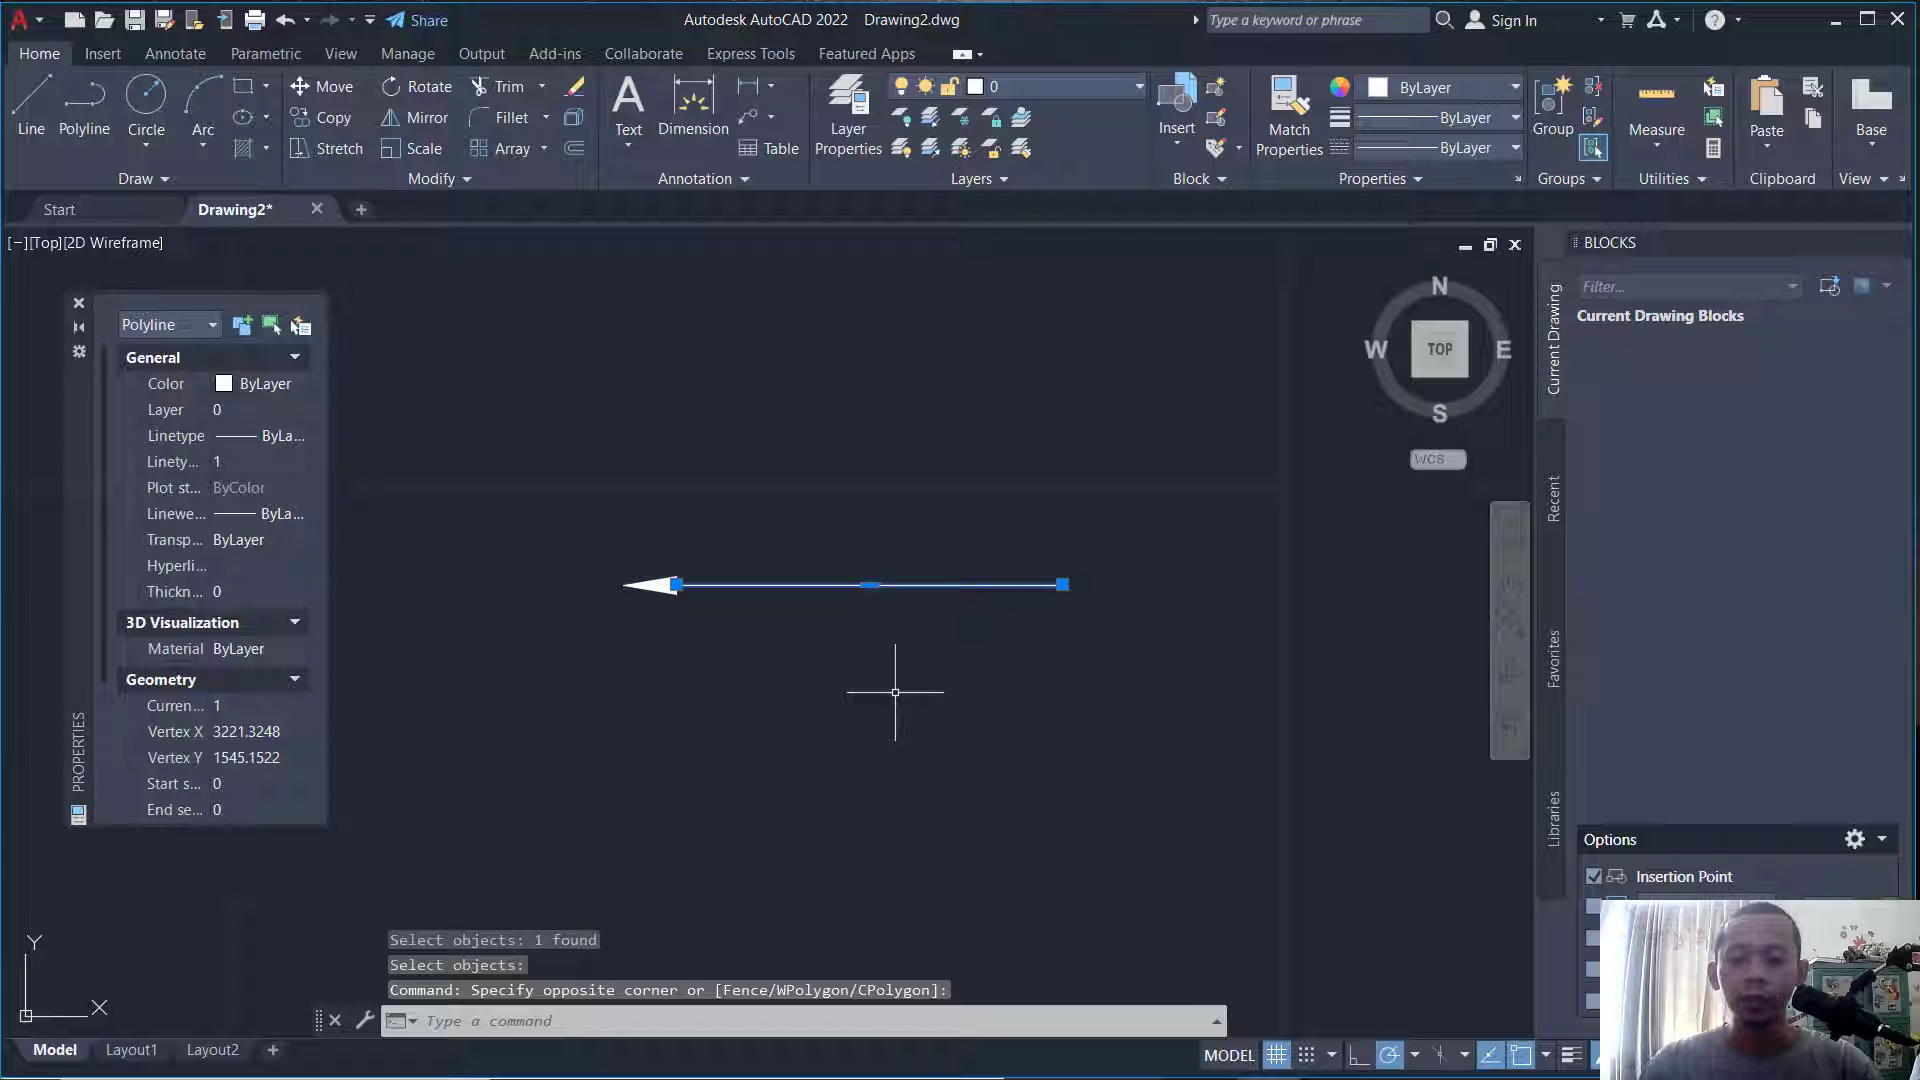 Share
Autodesk AutoCAD 2022 Drawing2.dwg
Type a keyword or phrase
Sign In
Home Insert Annotate Parametric View Manage Output Add-ins Collaborate Express Tools Featured Apps
Line Polyline Circle Arc
Move Rotate Trim
Copy Mirror Fillet
Stretch Scale Array
Text Dimension Table
Layer Properties
0
Insert
Match Properties
ByLayer
ByLayer
ByLayer
Group
Measure
Paste
Base
Draw Modify Annotation Layers Block Properties Groups Utilities Clipboard View
Start Drawing2*
[−][Top][2D Wireframe]
Polyline
General
Color ByLayer
Layer 0
Linetype ByLa...
Linety... 1
Plot st... ByColor
Linewe... ByLa...
Transp... ByLayer
Hyperli...
Thickn... 0
3D Visualization
Material ByLayer
Geometry
Curren... 1
Vertex X 3221.3248
Vertex Y 1545.1522
Start s... 0
End se... 0
PROPERTIES
N
W TOP E
S
WCS
BLOCKS
Filter...
Current Drawing Blocks
Current Drawing
Recent
Favorites
Libraries
Options
Insertion Point
Y
X
Select objects: 1 found
Select objects:
Command: Specify opposite corner or [Fence/WPolygon/CPolygon]:
Type a command
Model Layout1 Layout2
MODEL